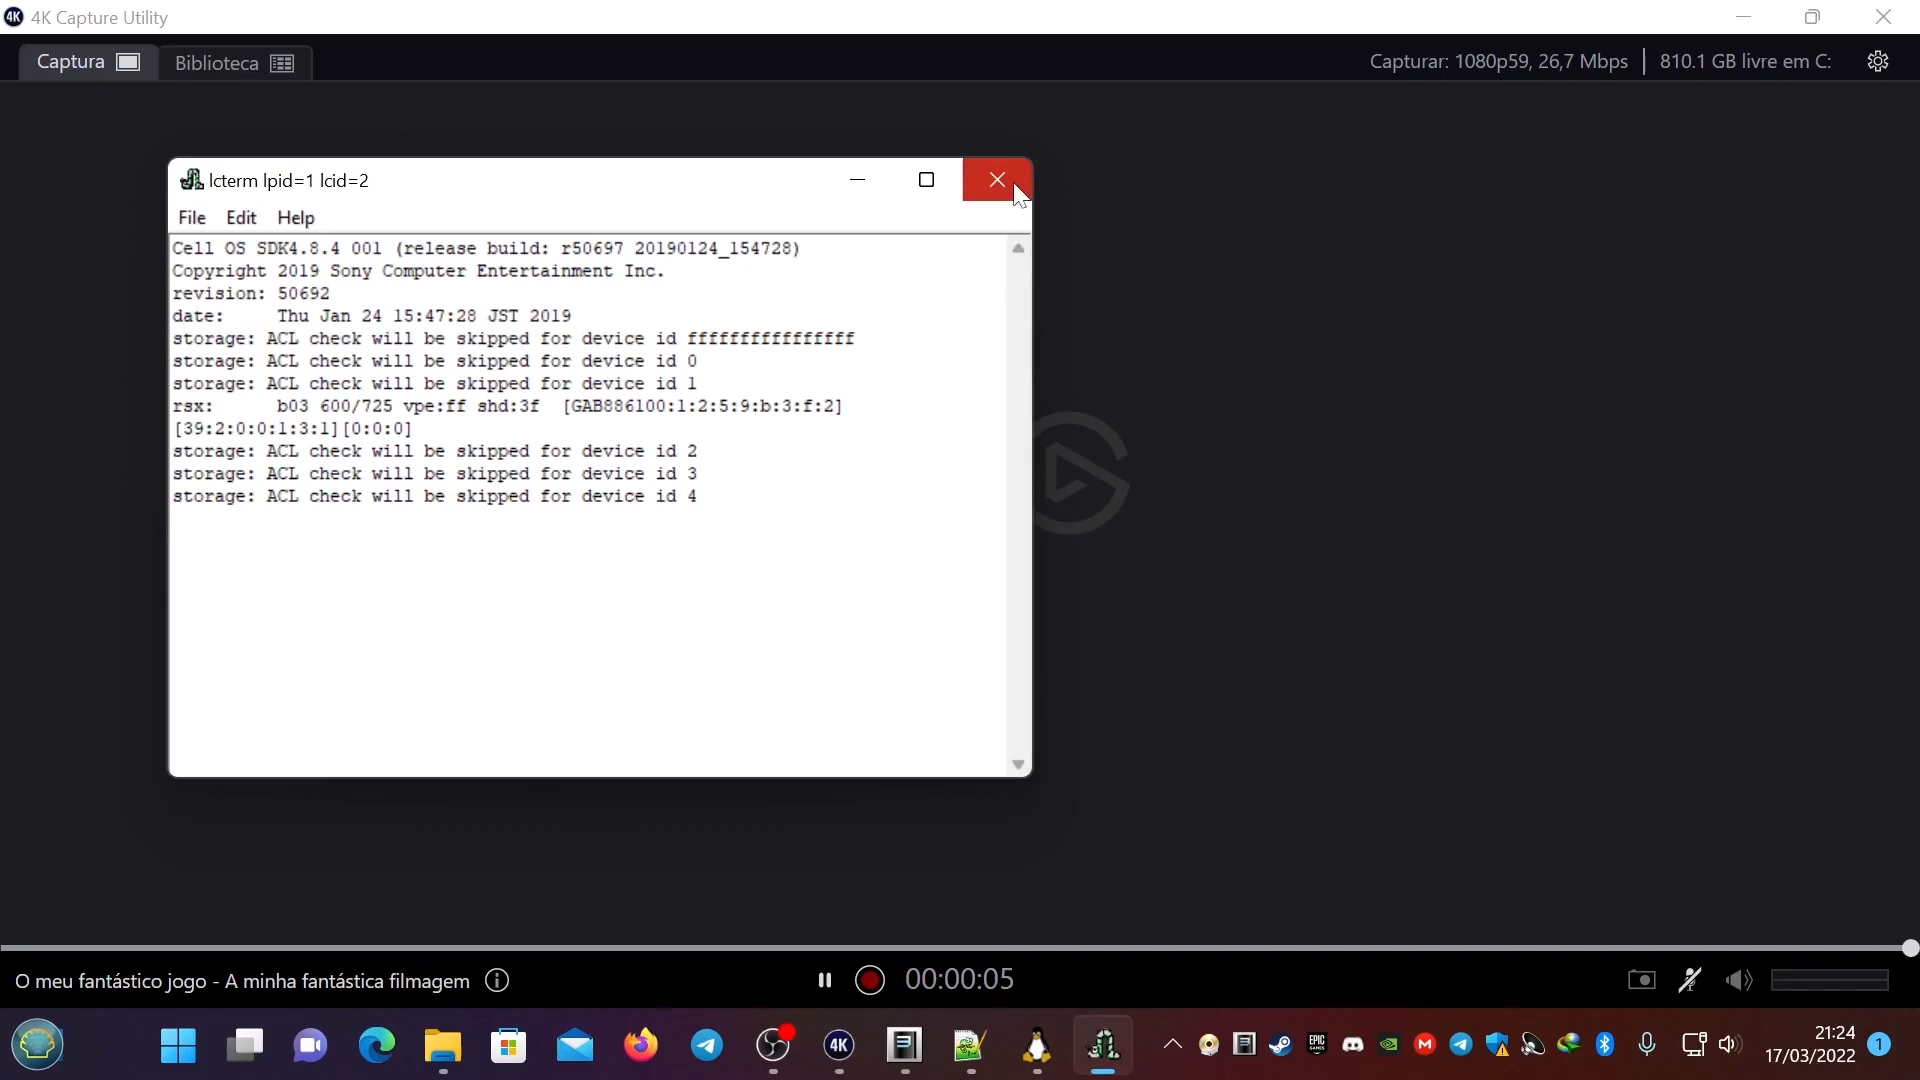 4K Capture Utility
Captura
Biblioteca
Capturar: 1080p59, 26,7 Mbps
810.1 GB livre em C:
lcterm lpid=1 lcid=2
File Edit Help
Cell OS SDK4.8.4 001 (release build: r50697 20190124_154728)
Copyright 2019 Sony Computer Entertainment Inc.
revision: 50692
date: Thu Jan 24 15:47:28 JST 2019
storage: ACL check will be skipped for device id ffffffffffffffff
storage: ACL check will be skipped for device id 0
storage: ACL check will be skipped for device id 1
rsx: b03 600/725 vpe:ff shd:3f [GAB886100:1:2:5:9:b:3:f:2]
[39:2:0:0:1:3:1][0:0:0]
storage: ACL check will be skipped for device id 2
storage: ACL check will be skipped for device id 3
storage: ACL check will be skipped for device id 4
O meu fantástico jogo - A minha fantástica filmagem
00:00:05
4K
EPIC GAMES
21:24
17/03/2022
1